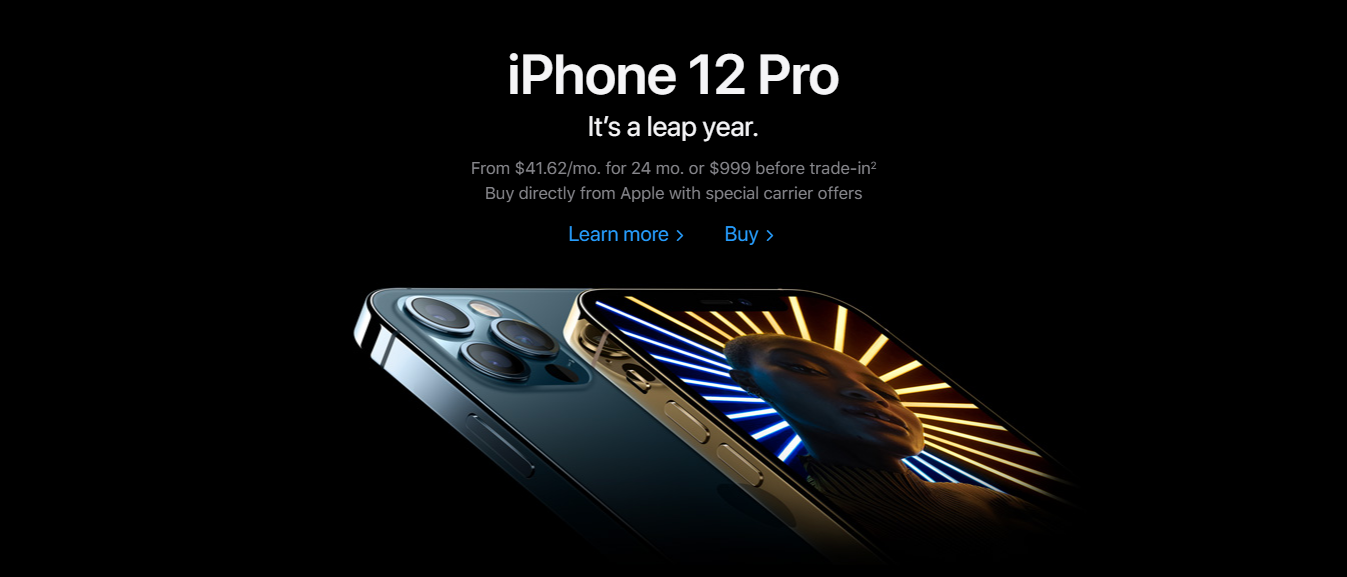 iPhone 12 Pro
It’s a leap year.
From $41.62/mo. for 24 mo. or $999 before trade-in²
Buy directly from Apple with special carrier offers
Learn more > Buy >